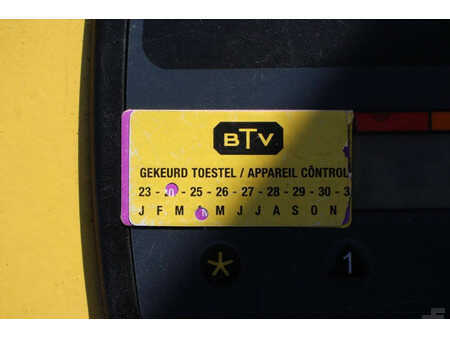 BTV
GEKEURD TOESTEL / APPAREIL CONTROL
23 - - 25 - 26 - 27 - 28 - 29 - 30 - 3
J F M M J J A S O N
1